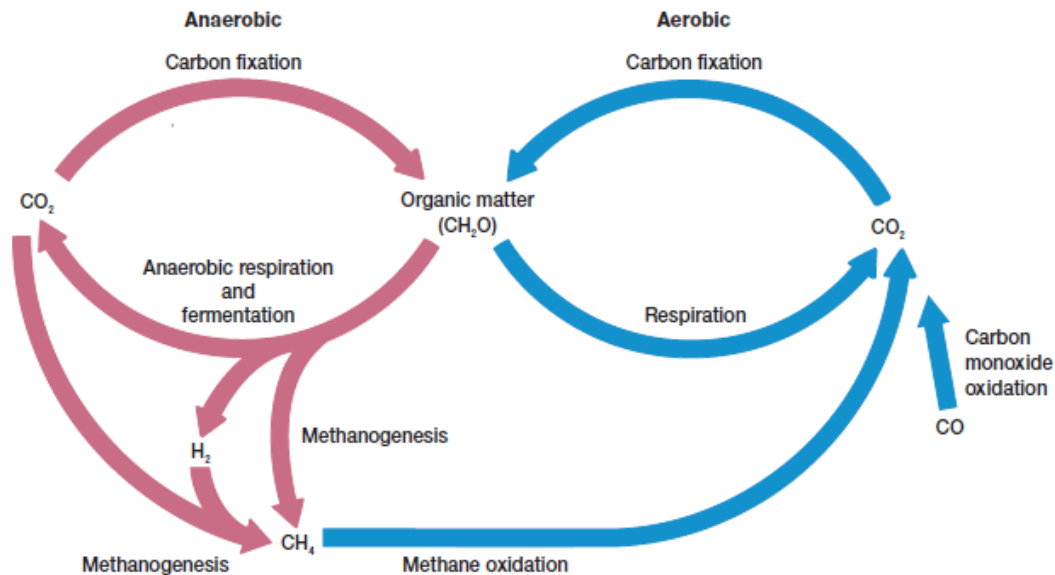 Anaerobic
Aerobic
Carbon fixation
Carbon fixation
CO₂
Organic matter
(CH₂O)
CO₂
Anaerobic respiration
and
fermentation
Respiration
Carbon
monoxide
oxidation
CO
H₂
Methanogenesis
CH₄
Methanogenesis
Methane oxidation